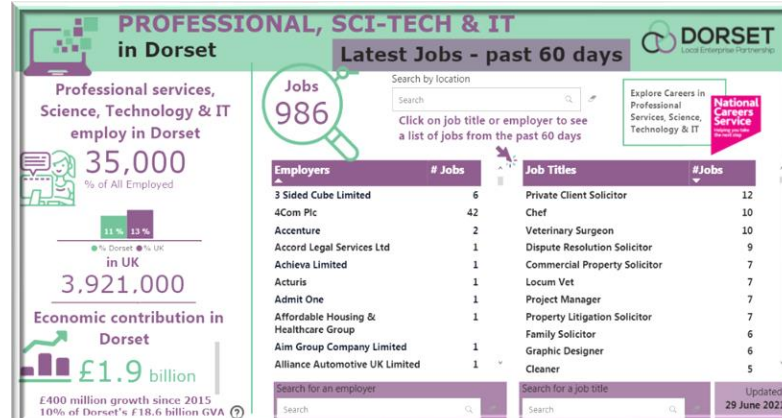 PROFESSIONAL, SCI-TECH & IT
in Dorset
Latest Jobs - past 60 days
DORSET
Local Enterprise Partnership
Professional services,
Science, Technology & IT
employ in Dorset
35,000
% of All Employed
11 % 13 %
% Dorset % UK
in UK
3,921,000
Economic contribution in
Dorset
£1.9 billion
£400 million growth since 2015
10% of Dorset's £18.6 billion GVA ?
Jobs
986
Search by location
Search
Click on job title or employer to see
a list of jobs from the past 60 days
Explore Careers in
Professional
Services, Science,
Technology & IT
National
Careers
Service
Helping you take
the next step
Employers # Jobs
3 Sided Cube Limited 6
4Com Plc 42
Accenture 2
Accord Legal Services Ltd 1
Achieva Limited 1
Acturis 1
Admit One 1
Affordable Housing & 1
Healthcare Group
Aim Group Company Limited 1
Alliance Automotive UK Limited 1
Search for an employer
Search
Job Titles #Jobs
Private Client Solicitor 12
Chef 10
Veterinary Surgeon 10
Dispute Resolution Solicitor 9
Commercial Property Solicitor 7
Locum Vet 7
Project Manager 7
Property Litigation Solicitor 7
Family Solicitor 6
Graphic Designer 6
Cleaner 5
Search for a job title
Search
Updated
29 June